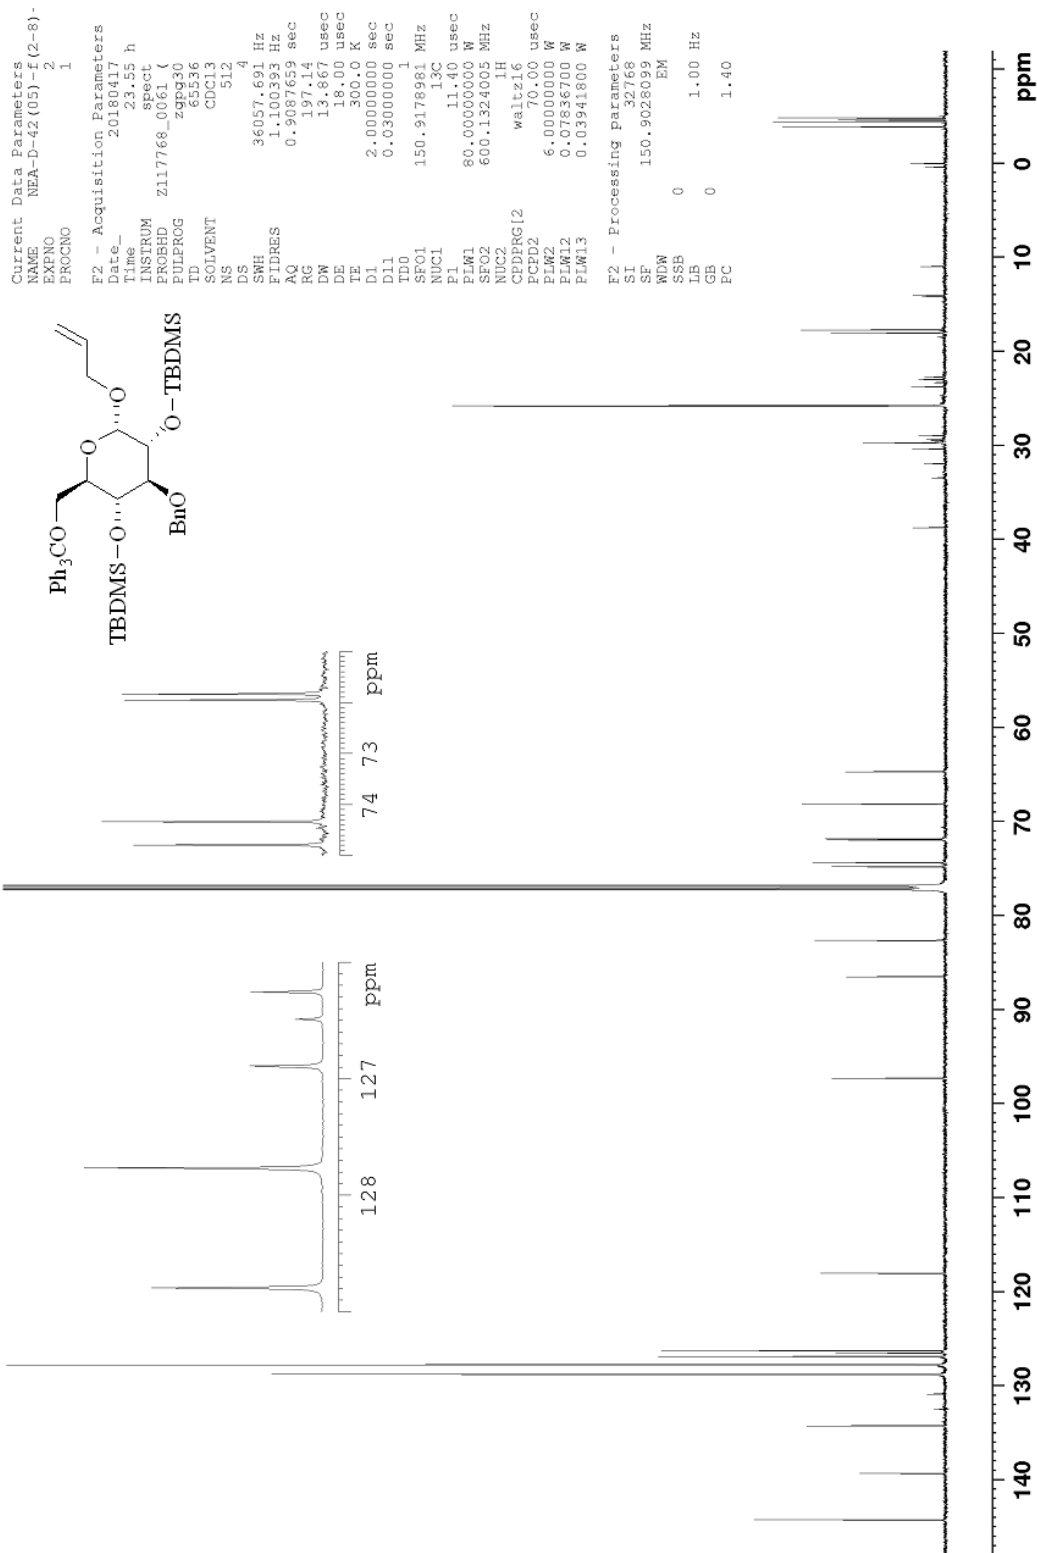 Current Data Parameters
NAME NEA-D-42(05)-f(2-8)-
EXPNO 2
PROCNO 1
F2 - Acquisition Parameters
Date_ 20180417
Time 23.55 h
INSTRUM spect
PROBHD Z117768_0061 (
PULPROG zgpg30
TD 65536
SOLVENT CDCl3
NS 512
DS 4
SWH 36057.691 Hz
FIDRES 1.100393 Hz
AQ 0.9087659 sec
RG 197.14
DW 13.867 usec
DE 18.00 usec
TE 300.0 K
D1 2.00000000 sec
D11 0.03000000 sec
TD0 1
SFO1 150.9178981 MHz
NUC1 13C
P1 11.40 usec
PLW1 80.00000000 W
SFO2 600.1324005 MHz
NUC2 1H
CPDPRG[2 waltz16
PCPD2 70.00 usec
PLW2 6.00000000 W
PLW12 0.07836700 W
PLW13 0.03941800 W
F2 - Processing parameters
SI 32768
SF 150.9028099 MHz
WDW EM
SSB 0
LB 1.00 Hz
GB 0
PC 1.40
Ph3CO
O
O
TBDMS-O
O-TBDMS
BnO
128 127 ppm
74 73 ppm
140 130 120 110 100 90 80 70 60 50 40 30 20 10 0 ppm